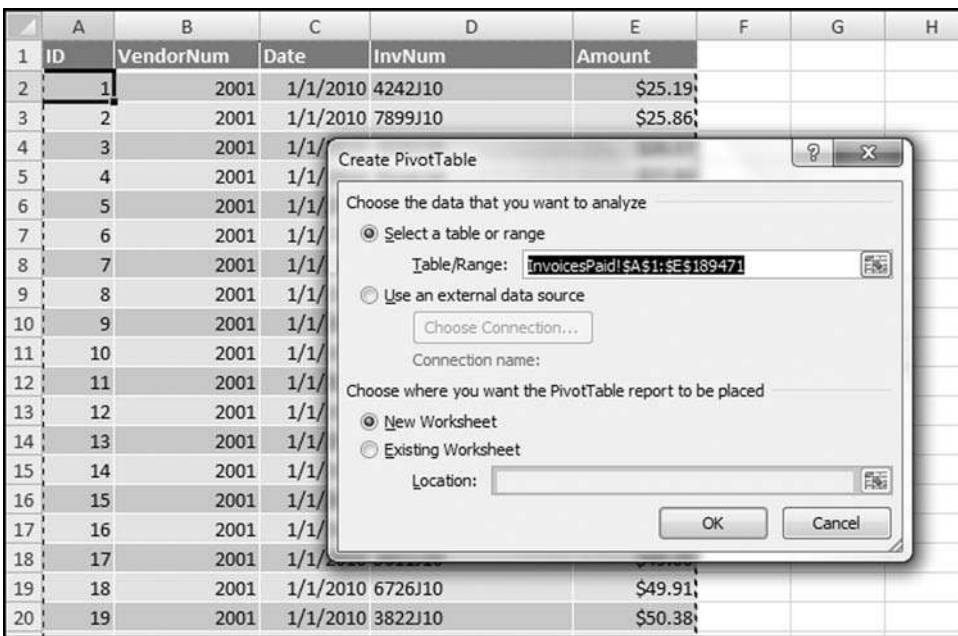 A B C D E F G H
1 ID VendorNum Date InvNum Amount
2 1 2001 1/1/2010 4242J10 $25.19
3 2 2001 1/1/2010 7899J10 $25.86
4 3 2001 1/1/
Create PivotTable
5 4 2001 1/1/
6 5 2001 1/1/
Choose the data that you want to analyze
7 6 2001 1/1/
Select a table or range
8 7 2001 1/1/
Table/Range: InvoicesPaid!$A$1:$E$189471
9 8 2001 1/1/
Use an external data source
10 9 2001 1/1/
Choose Connection...
11 10 2001 1/1/
Connection name:
12 11 2001 1/1/
Choose where you want the PivotTable report to be placed
13 12 2001 1/1/
New Worksheet
14 13 2001 1/1/
Existing Worksheet
15 14 2001 1/1/
Location:
16 15 2001 1/1/
17 16 2001 1/1/
OK Cancel
18 17 2001 1/1/
19 18 2001 1/1/2010 6726J10 $49.91
20 19 2001 1/1/2010 3822J10 $50.38